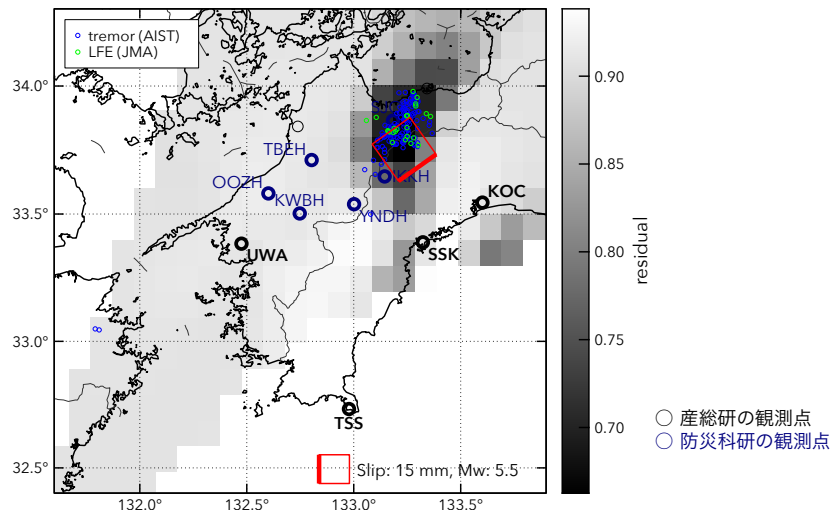 tremor (AIST)
LFE (JMA)
34.0°
33.5°
33.0°
32.5°
132.0°
132.5°
133.0°
133.5°
TBEH
OOZH
KWBH
YNDH
KOC
UWA
SSK
TSS
Slip: 15 mm, Mw: 5.5
0.90
0.85
0.80
0.75
0.70
residual
産総研の観測点
防災科研の観測点